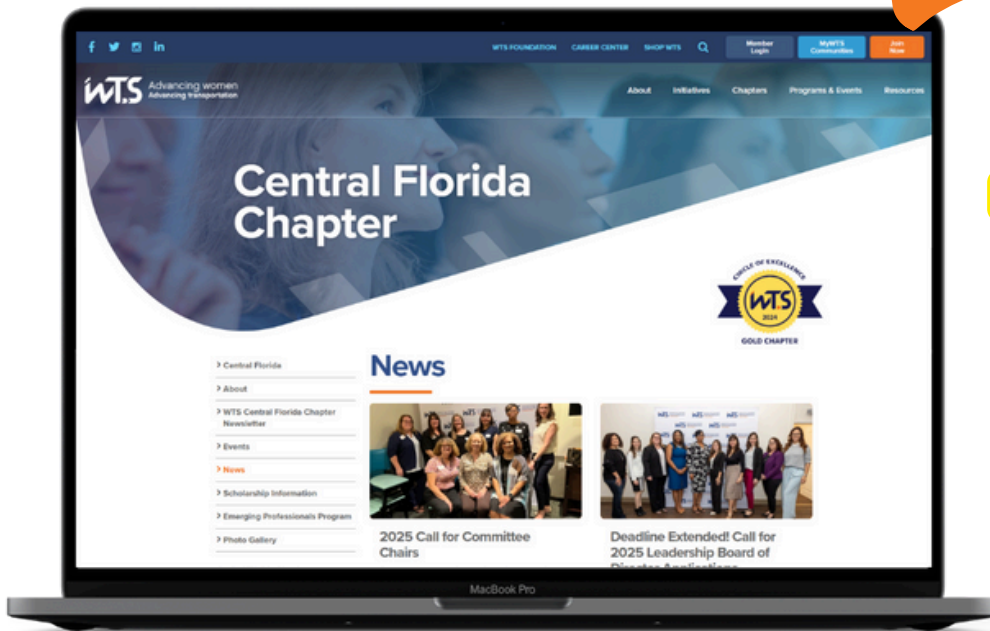 WTS FOUNDATION CAREER CENTER SHOP WTS
Member
Login
MyWTS
Communities
Join
Now
WTS Advancing women
Advancing transportation
About Initiatives Chapters Programs & Events Resources
Central Florida
Chapter
CIRCLE OF EXCELLENCE
WTS
2024
GOLD CHAPTER
> Central Florida
> About
> WTS Central Florida Chapter
Newsletter
> Events
> News
> Scholarship Information
> Emerging Professionals Program
> Photo Gallery
News
2025 Call for Committee
Chairs
Deadline Extended! Call for
2025 Leadership Board of
Director Applications
MacBook Pro